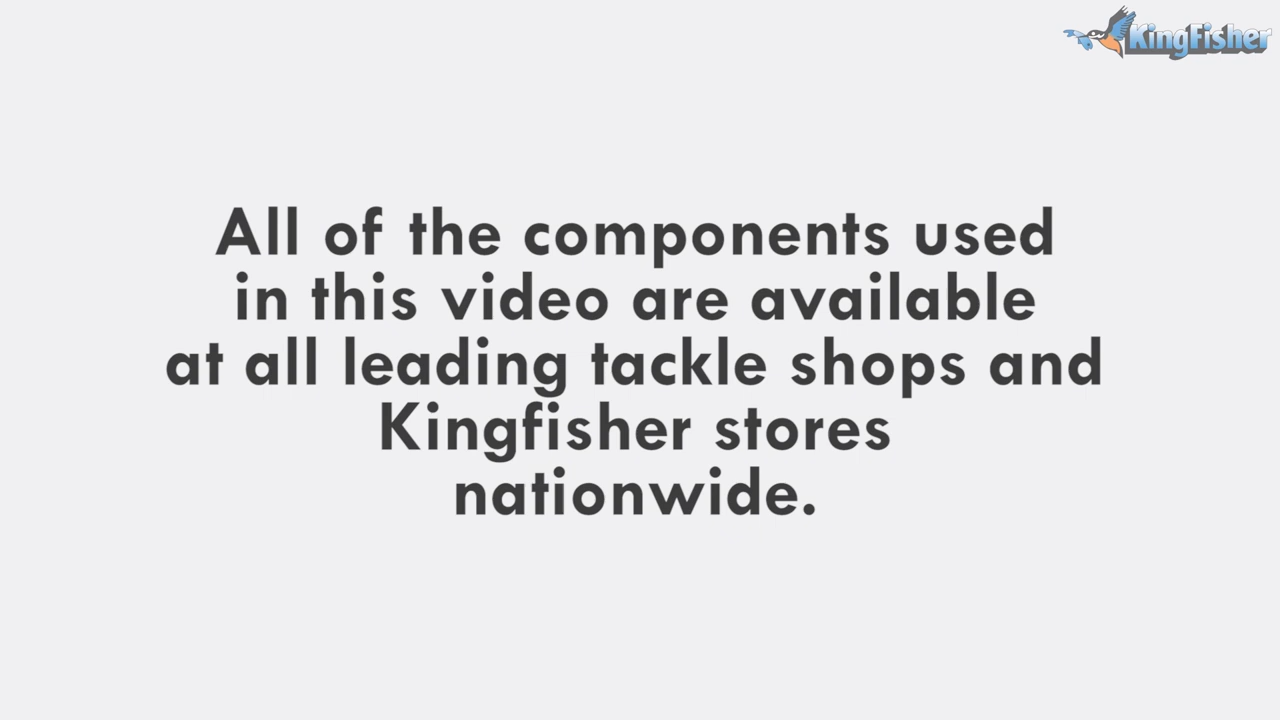 KingFisher
All of the components used
in this video are available
at all leading tackle shops and
Kingfisher stores
nationwide.